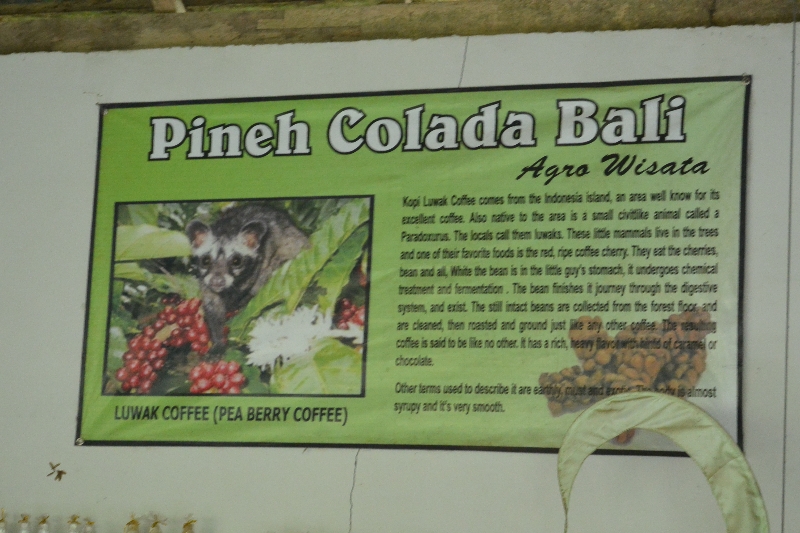 Pineh Colada Bali
Agro Wisata
Kopi Luwak Coffee comes from the Indonesia island, an area well know for its
excellent coffee. Also native to the area is a small civitlike animal called a
Paradoxurus. The locals call them luwaks. These little mammals live in the trees
and one of their favorite foods is the red, ripe coffee cherry. They eat the cherries,
bean and all, White the bean is in the little guy's stomach, it undergoes chemical
treatment and fermentation . The bean finishes it journey through the digestive
system, and exist. The still intact beans are collected from the forest floor, and
are cleaned, then roasted and ground just like any other coffee. The resulting
coffee is said to be like no other. It has a rich, heavy flavor with hints of caramel or
chocolate.
Other terms used to describe it are earthly, must and exotic. The body is almost
syrupy and It's very smooth.
LUWAK COFFEE (PEA BERRY COFFEE)